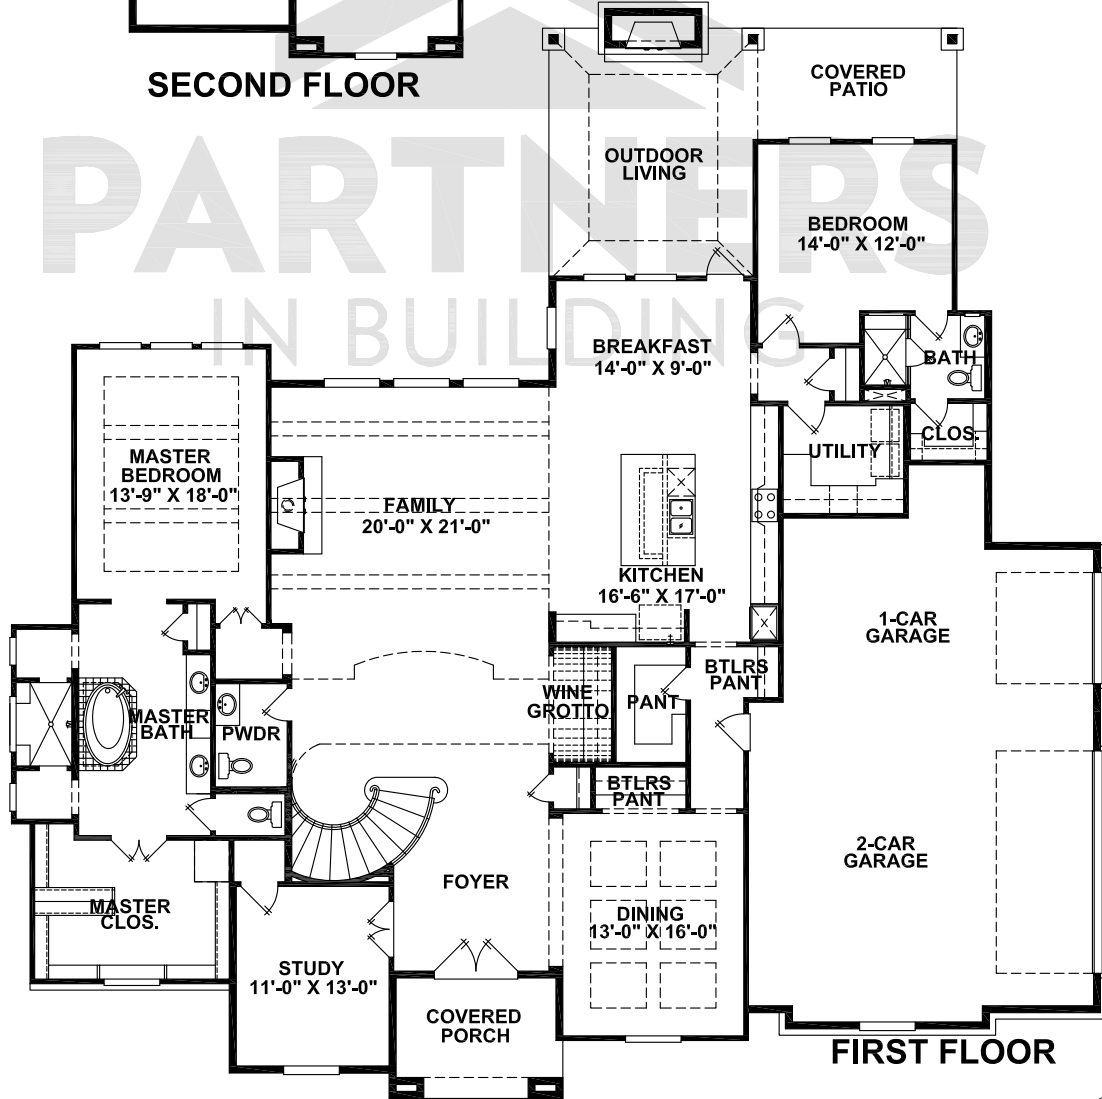 SECOND FLOOR
PARTNERS
IN BUILDING
COVERED
PATIO
OUTDOOR
LIVING
BEDROOM
14'-0" X 12'-0"
BREAKFAST
14'-0" X 9'-0"
BATH
CLOS.
UTILITY
MASTER
BEDROOM
13'-9" X 18'-0"
FAMILY
20'-0" X 21'-0"
KITCHEN
16'-6" X 17'-0"
1-CAR
GARAGE
BTLRS
PANT
WINE
GROTTO
PANT
MASTER
BATH
PWDR
BTLRS
PANT
2-CAR
GARAGE
FOYER
MASTER
CLOS.
DINING
13'-0" X 16'-0"
STUDY
11'-0" X 13'-0"
COVERED
PORCH
FIRST FLOOR